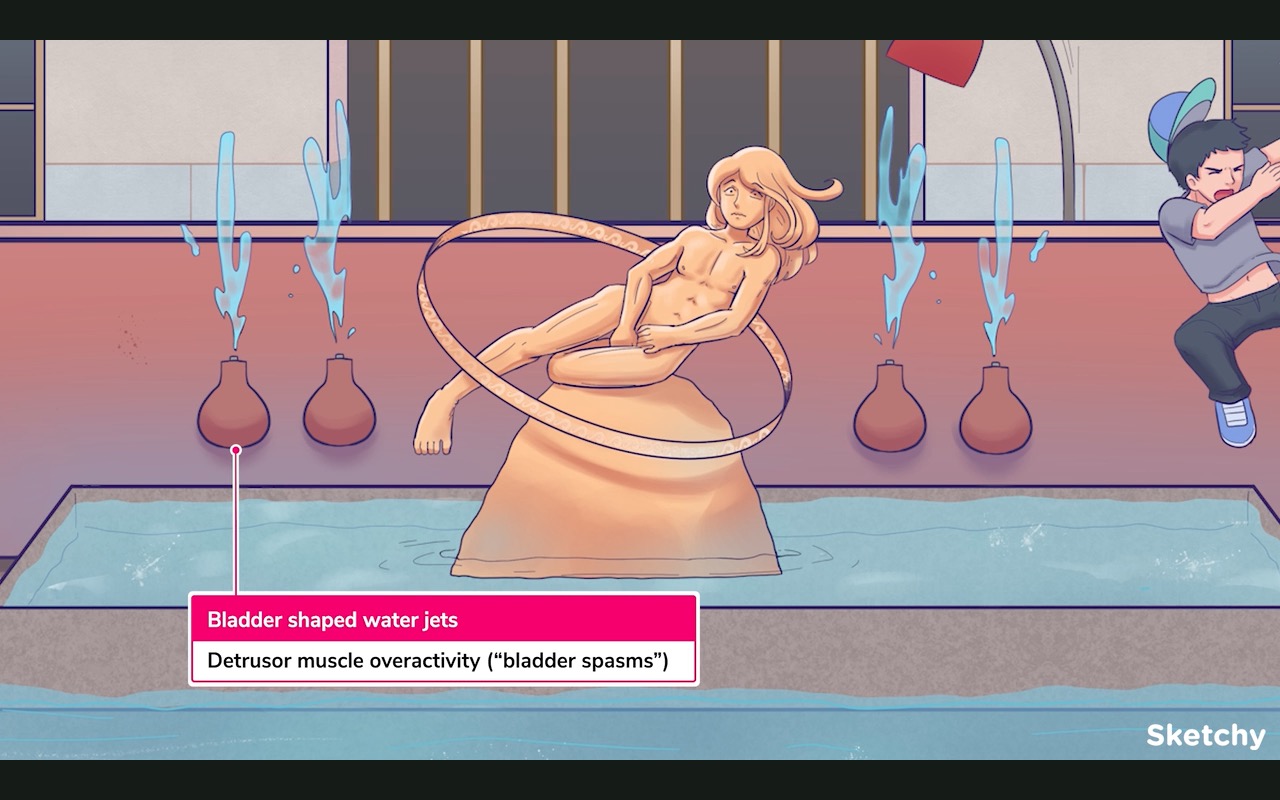 Bladder shaped water jets
Detrusor muscle overactivity (“bladder spasms”)
Sketchy